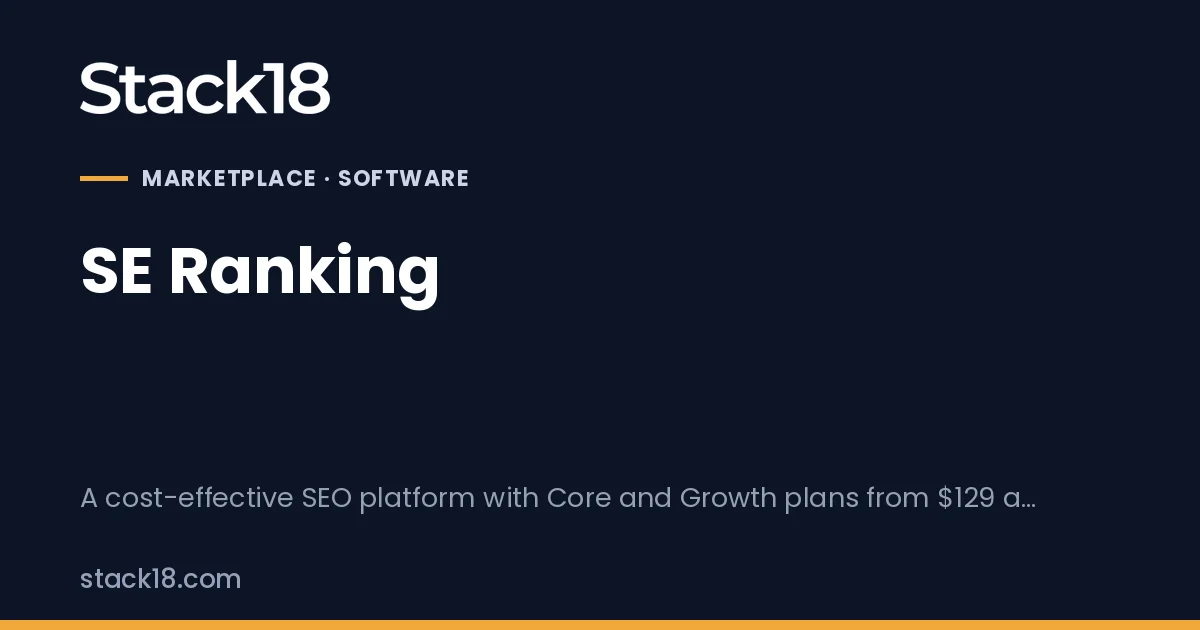 Stack18
MARKETPLACE · SOFTWARE
SE Ranking
A cost-effective SEO platform with Core and Growth plans from $129 a...
stack18.com